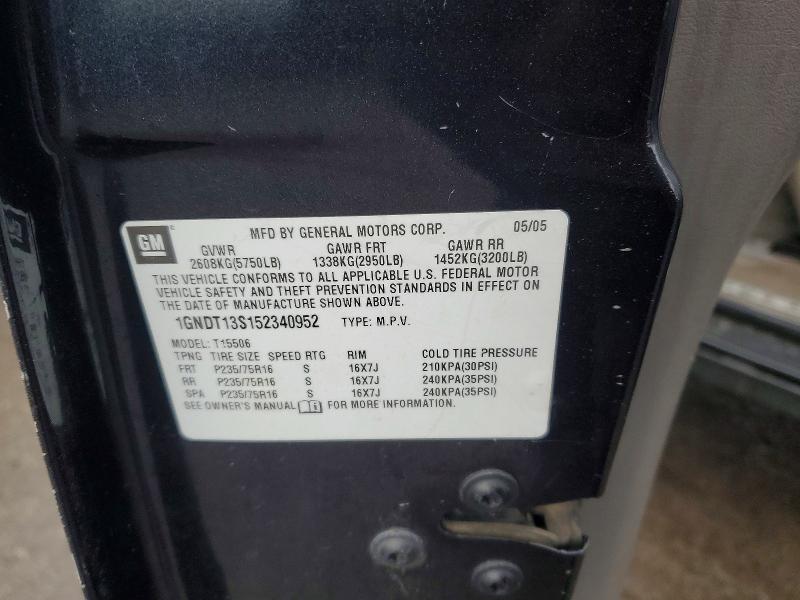 GM MFD BY GENERAL MOTORS CORP. 05/05
GVWR GAWR FRT GAWR RR
2608KG(5750LB) 1338KG(2950LB) 1452KG(3200LB)
THIS VEHICLE CONFORMS TO ALL APPLICABLE U.S. FEDERAL MOTOR
VEHICLE SAFETY AND THEFT PREVENTION STANDARDS IN EFFECT ON
THE DATE OF MANUFACTURE SHOWN ABOVE.
1GNDT13S152340952 TYPE: M.P.V.
MODEL: T15506
TPNG TIRE SIZE SPEED RTG RIM COLD TIRE PRESSURE
FRT P235/75R16 S 16X7J 210KPA(30PSI)
RR P235/75R16 S 16X7J 240KPA(35PSI)
SPA P235/75R16 S 16X7J 240KPA(35PSI)
SEE OWNER'S MANUAL FOR MORE INFORMATION.